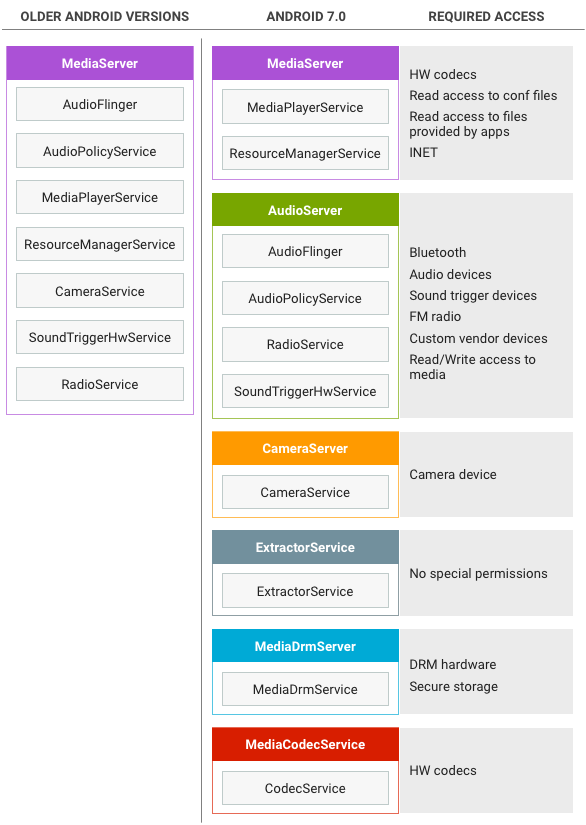 OLDER ANDROID VERSIONS
ANDROID 7.0
REQUIRED ACCESS
MediaServer
AudioFlinger
AudioPolicyService
MediaPlayerService
ResourceManagerService
CameraService
SoundTriggerHwService
RadioService
MediaServer
MediaPlayerService
ResourceManagerService
HW codecs
Read access to conf files
Read access to files
provided by apps
INET
AudioServer
AudioFlinger
AudioPolicyService
RadioService
SoundTriggerHwService
Bluetooth
Audio devices
Sound trigger devices
FM radio
Custom vendor devices
Read/Write access to
media
CameraServer
CameraService
Camera device
ExtractorService
ExtractorService
No special permissions
MediaDrmServer
MediaDrmService
DRM hardware
Secure storage
MediaCodecService
CodecService
HW codecs